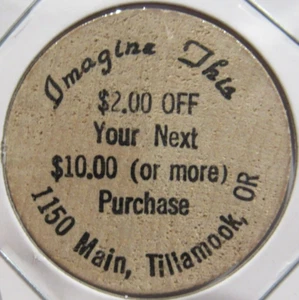 Imagine This
$2.00 OFF
Your Next
$10.00 (or more)
Purchase
1150 Main, Tillamook, OR